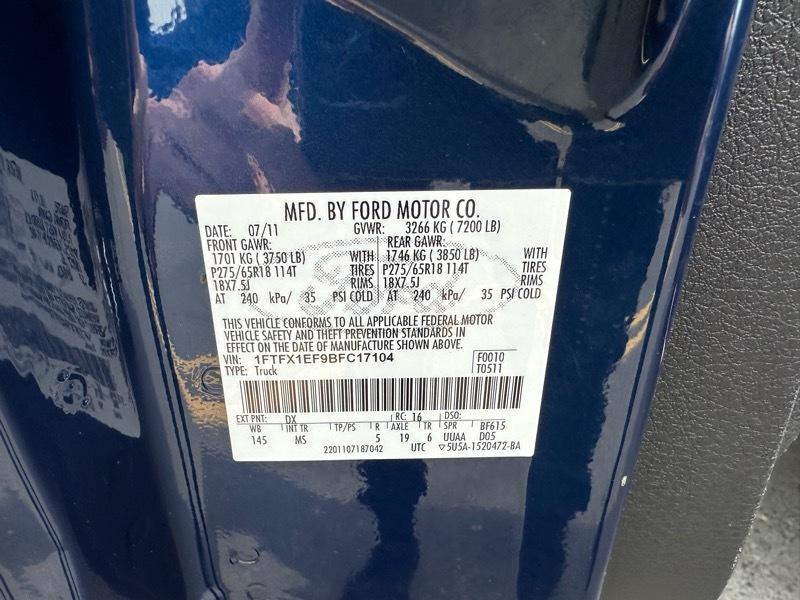 MFD. BY FORD MOTOR CO.
DATE: 07/11 GVWR: 3266 KG ( 7200 LB)
FRONT GAWR: REAR GAWR:
1701 KG ( 3750 LB) WITH 1746 KG ( 3850 LB) WITH
P275/65R18 114T TIRES P275/65R18 114T TIRES
18X7.5J RIMS 18X7.5J RIMS
AT 240 kPa/ 35 PSI COLD AT 240 kPa/ 35 PSI COLD
Ford
THIS VEHICLE CONFORMS TO ALL APPLICABLE FEDERAL MOTOR
VEHICLE SAFETY AND THEFT PREVENTION STANDARDS IN
EFFECT ON THE DATE OF MANUFACTURE SHOWN ABOVE.
VIN: 1FTFX1EF9BFC17104 F0010
TYPE: Truck T0511
EXT PNT: DX RC: 16 DSO:
WB INT TR TP/PS R AXLE TR SPR BF615
145 MS 5 19 6 UUAA D05
2201107187042 UTC ▽5U5A-1520472-BA